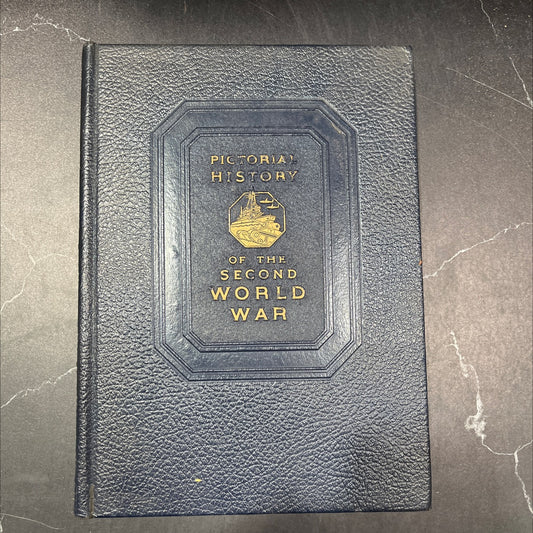 PICTORIAL
HISTORY
OF THE
SECOND
WORLD
WAR